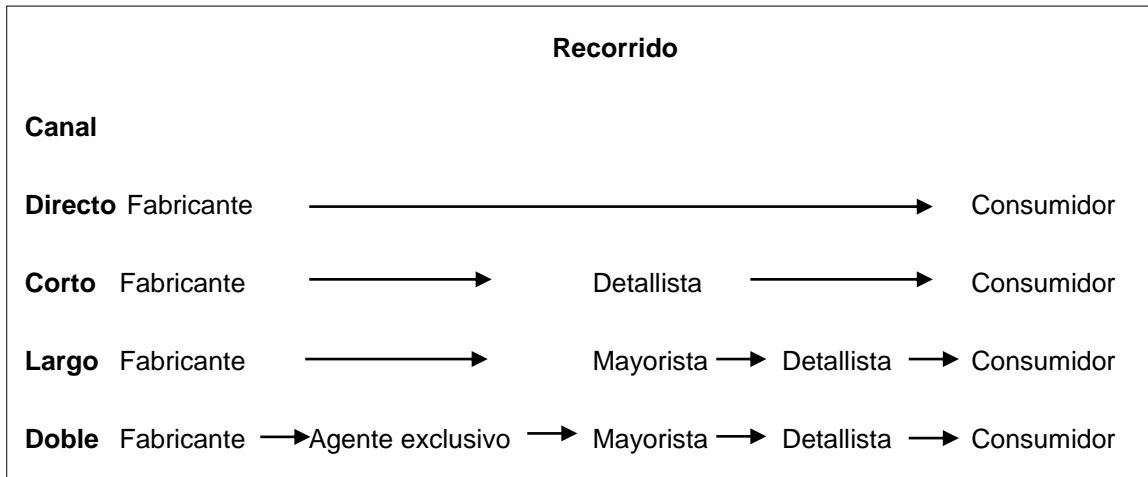 Recorrido
Canal
Directo Fabricante Consumidor
Corto Fabricante Detallista Consumidor
Largo Fabricante Mayorista Detallista Consumidor
Doble Fabricante Agente exclusivo Mayorista Detallista Consumidor